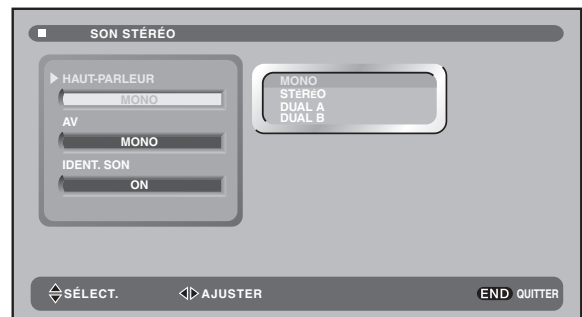 SON STÉRÉO
HAUT-PARLEUR
MONO
AV
MONO
IDENT. SON
ON
MONO
STÉRÉO
DUAL A
DUAL B
SÉLECT.
AJUSTER
END QUITTER